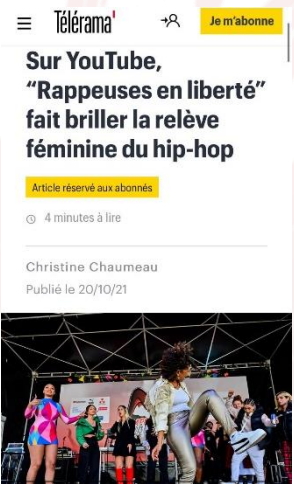 Télérama'
Je m'abonne
Sur YouTube,
“Rappeuses en liberté”
fait briller la relève
féminine du hip-hop
Article réservé aux abonnés
4 minutes à lire
Christine Chaumeau
Publié le 20/10/21